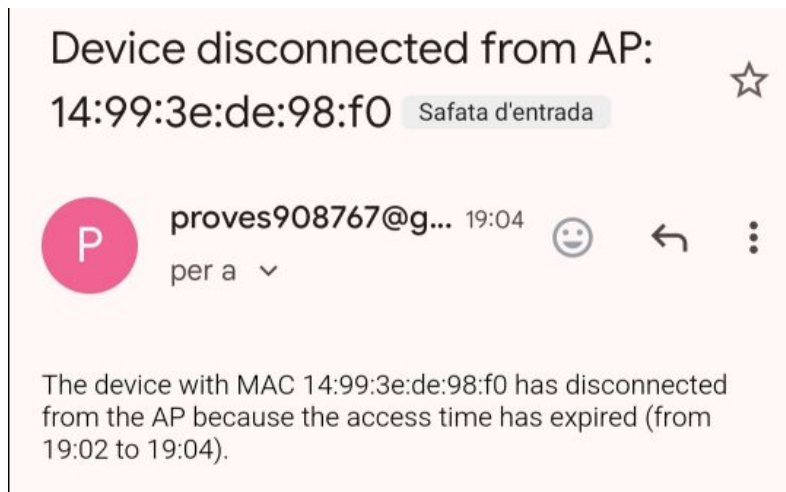 Device disconnected from AP:
14:99:3e:de:98:f0 Safata d'entrada
P
proves908767@g... 19:04
per a
The device with MAC 14:99:3e:de:98:f0 has disconnected
from the AP because the access time has expired (from
19:02 to 19:04).